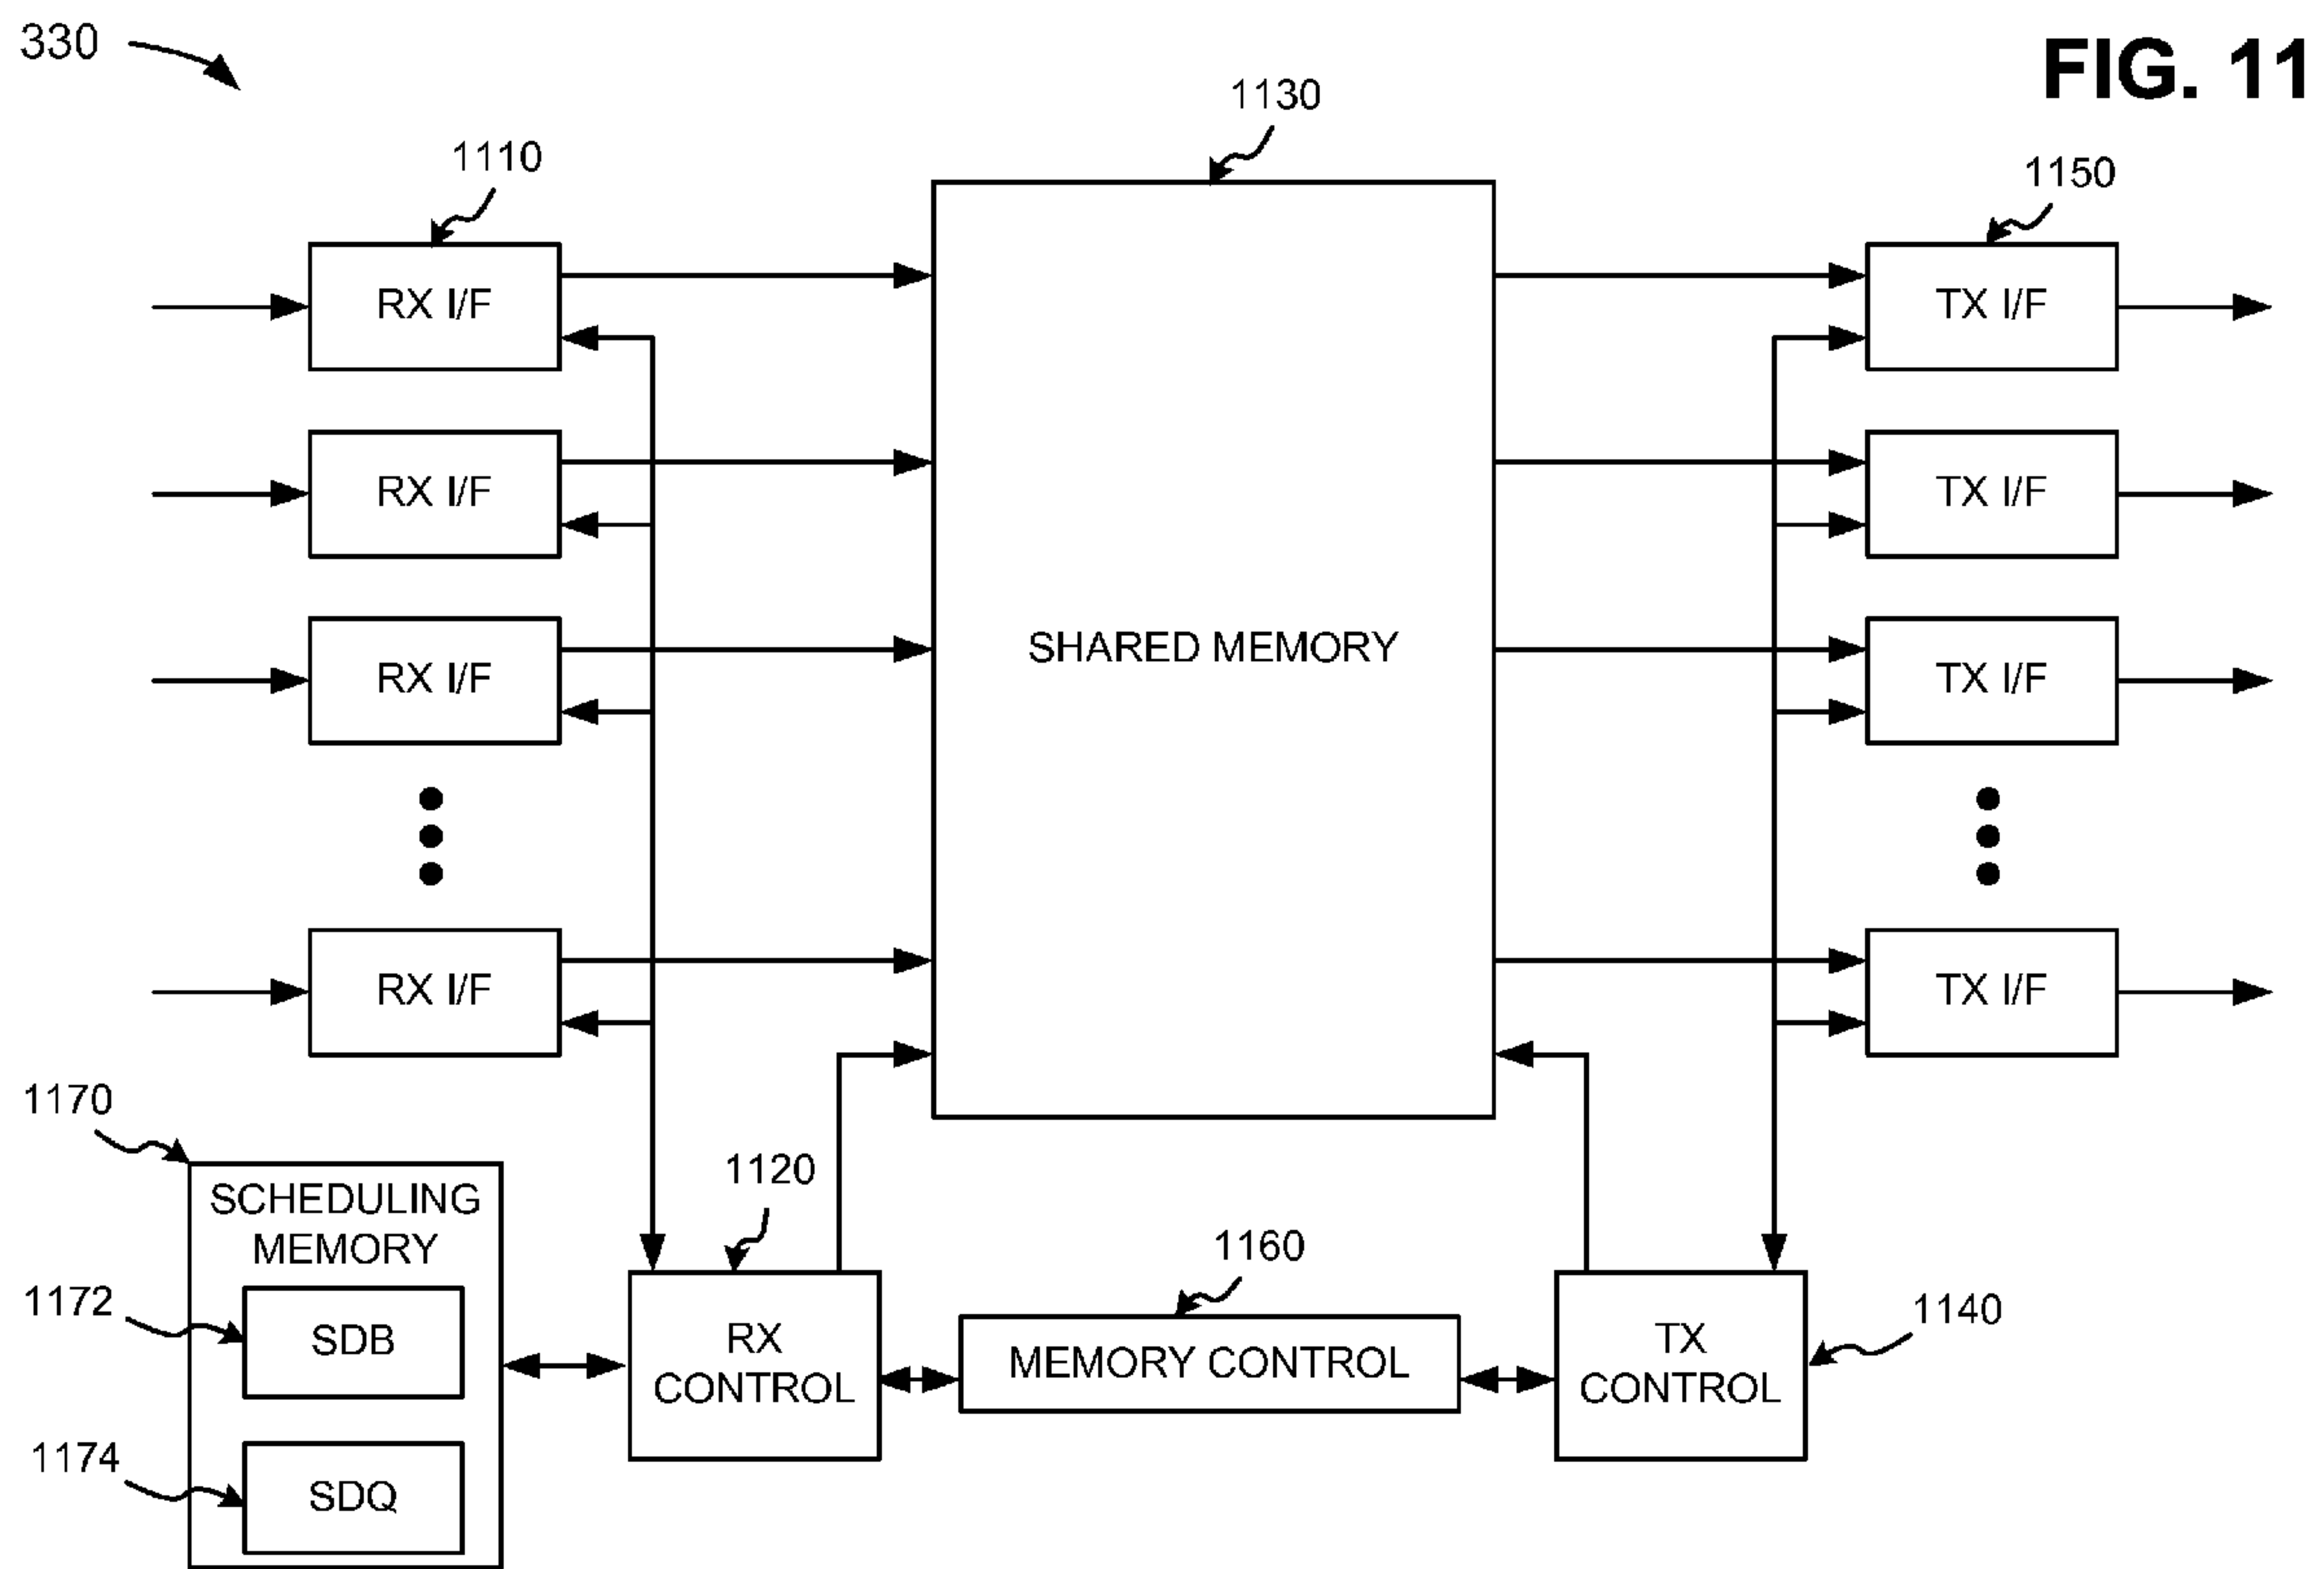 330
FIG. 11
1130
1110
1150
RX I/F
TX I/F
RX I/F
TX I/F
RX I/F
SHARED MEMORY
TX I/F
RX I/F
TX I/F
1170
1120
SCHEDULING
MEMORY
1160
1172
SDB
RX
CONTROL
MEMORY CONTROL
TX
CONTROL
1140
1174
SDQ